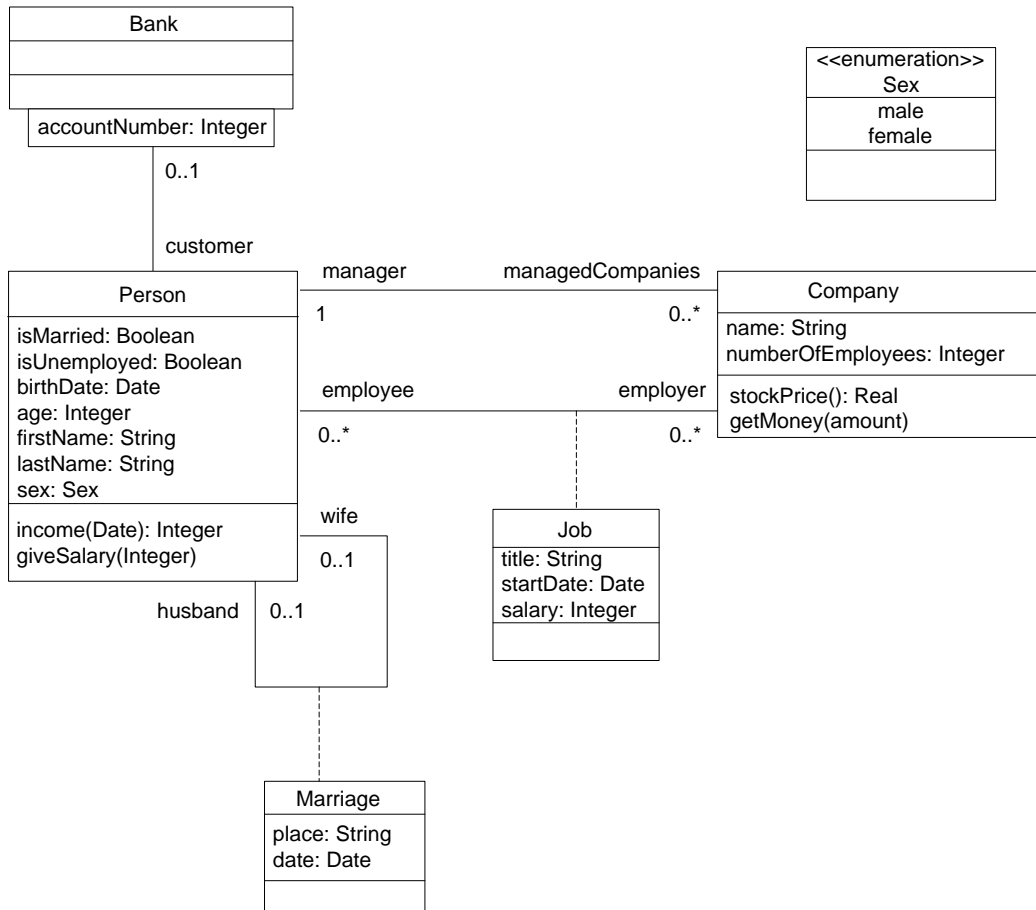 Bank
accountNumber: Integer
0..1
customer
<<enumeration>>
Sex
male
female
Person
isMarried: Boolean
isUnemployed: Boolean
birthDate: Date
age: Integer
firstName: String
lastName: String
sex: Sex
income(Date): Integer
giveSalary(Integer)
manager
managedCompanies
1
0..*
employee
employer
0..*
0..*
Company
name: String
numberOfEmployees: Integer
stockPrice(): Real
getMoney(amount)
wife
0..1
husband
0..1
Job
title: String
startDate: Date
salary: Integer
Marriage
place: String
date: Date